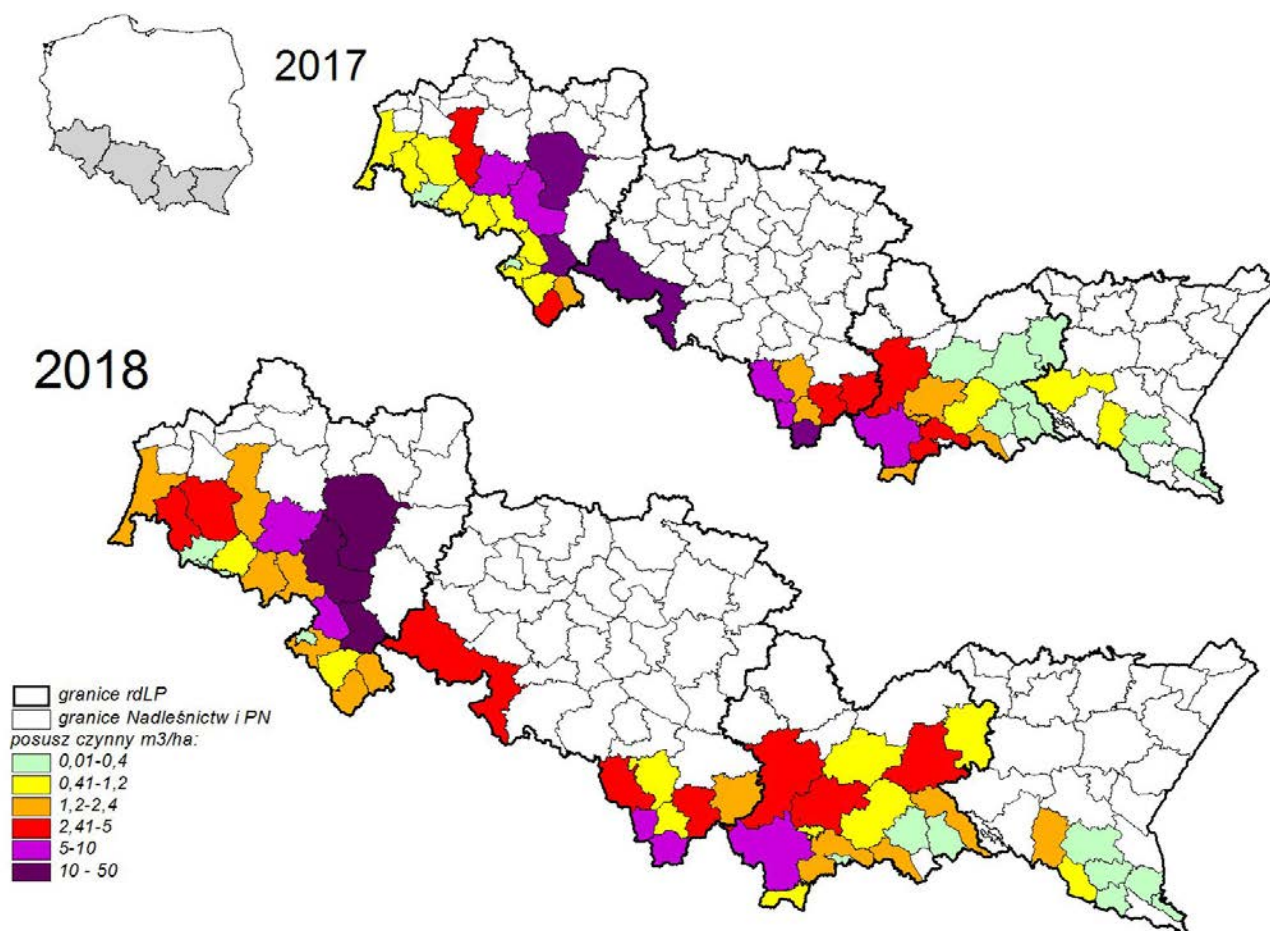 2017
2018
granice rdLP
granice Nadleśnictw i PN
posusz czynny m3/ha:
0,01-0,4
0,41-1,2
1,2-2,4
2,41-5
5-10
10 - 50